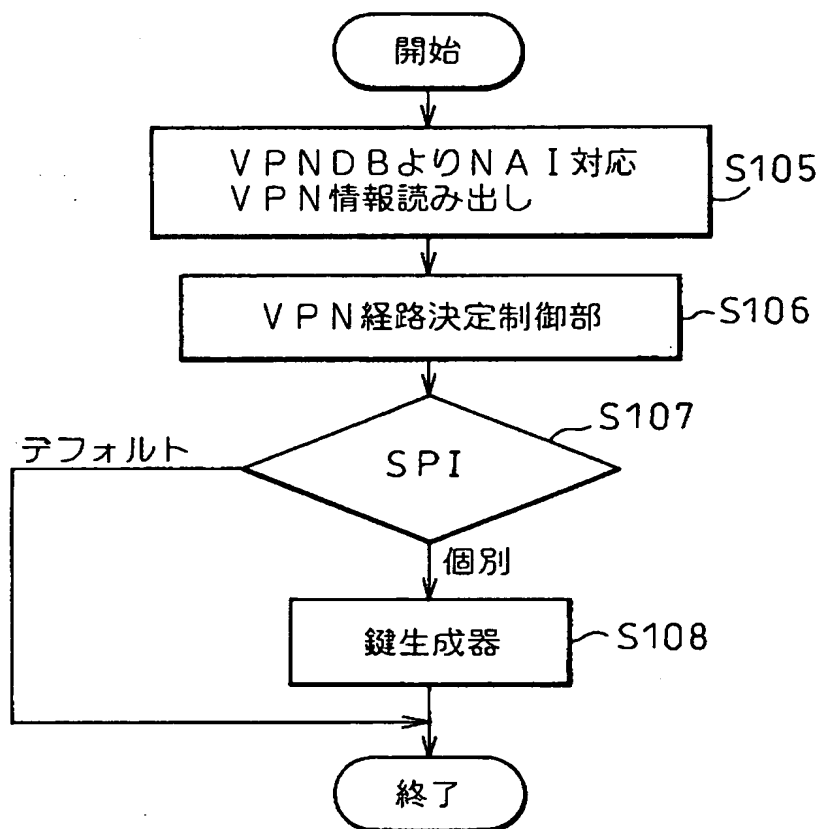 開始
VPNDBよりNAI対応
VPN情報読み出し
S105
VPN経路決定制御部
S106
S107
デフォルト
SPI
個別
鍵生成器
S108
終了